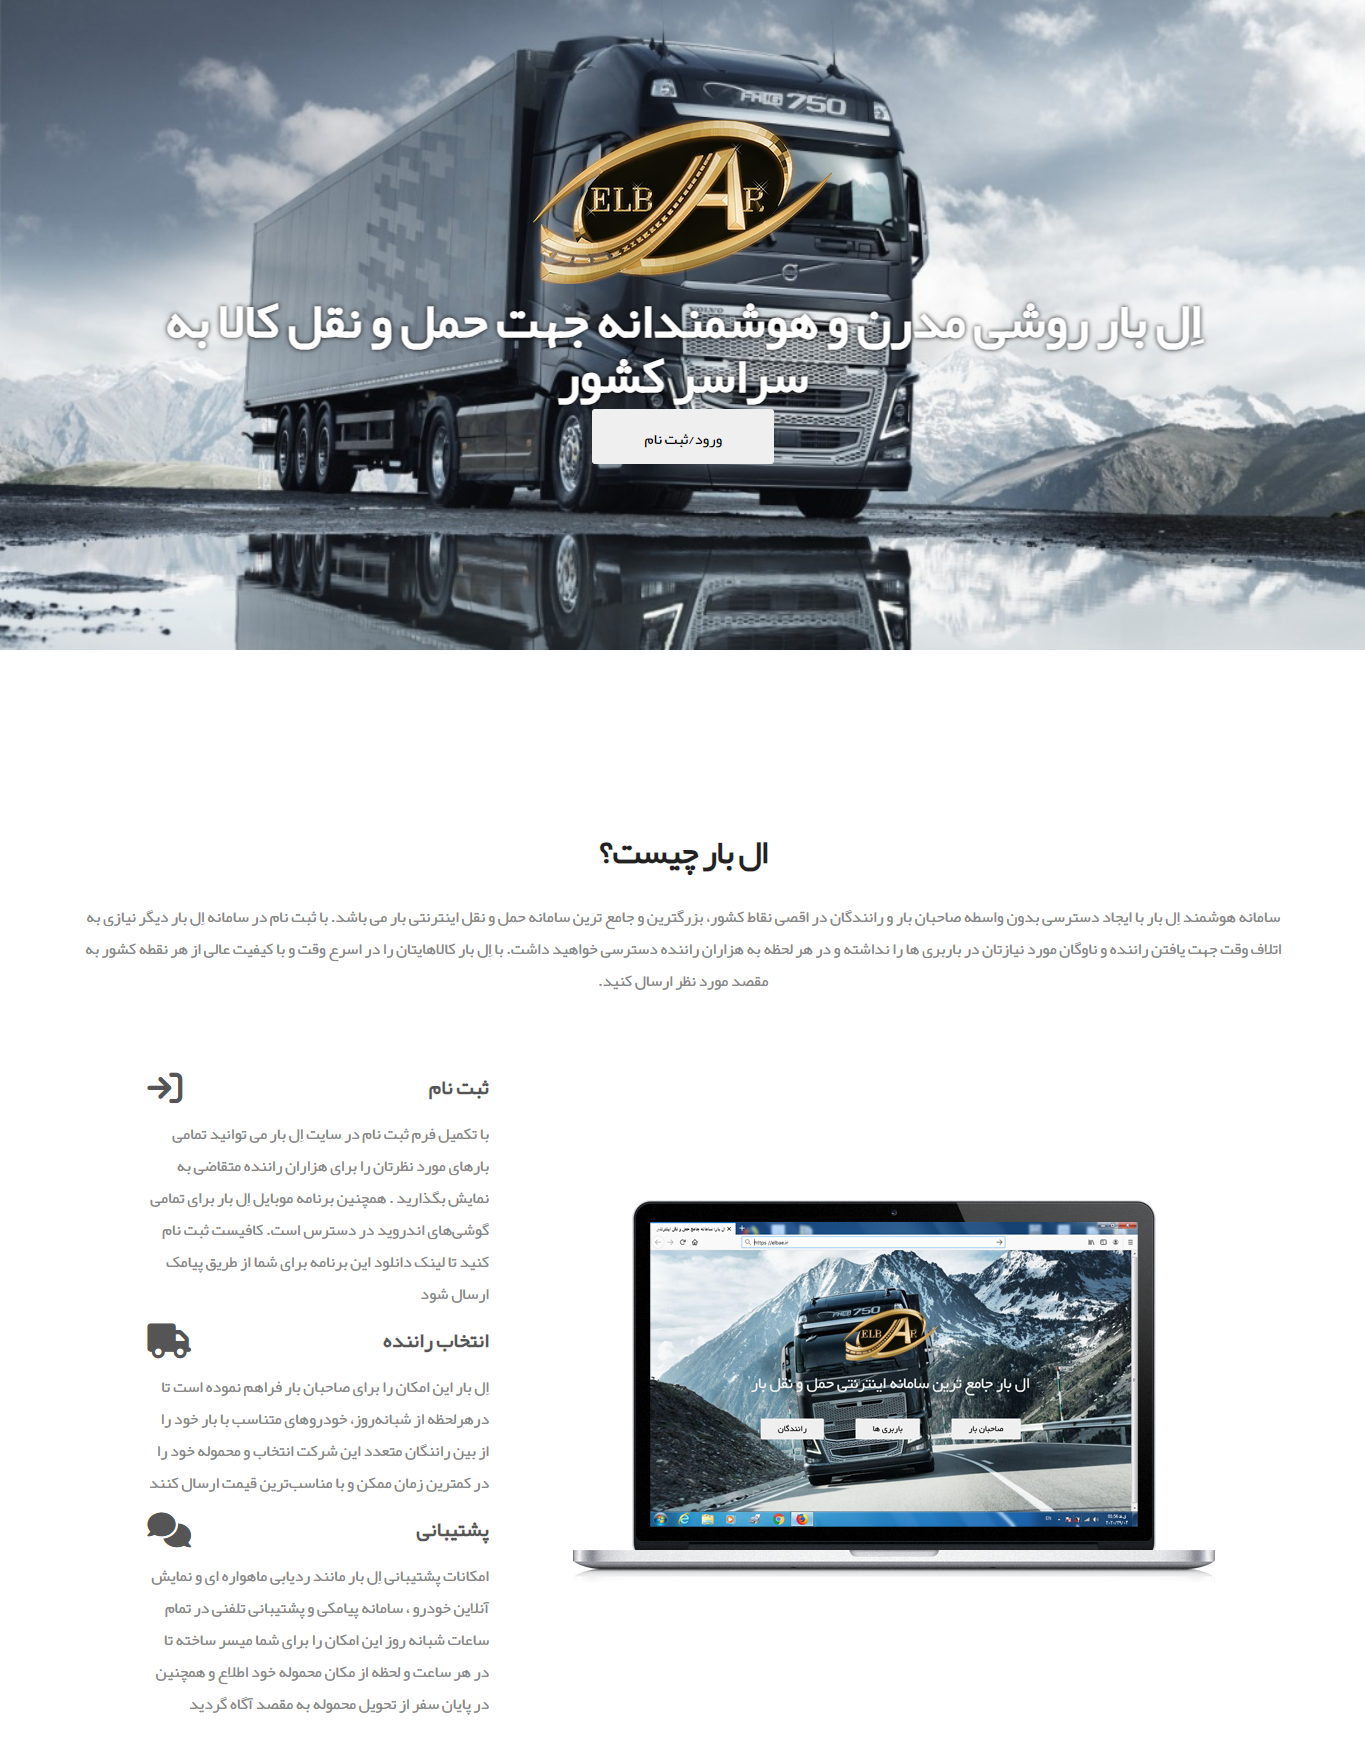 750
ELBAR
VOLVO
اِل بار روشی مدرن و هوشمندانه جهت حمل و نقل کالا به
سراسر کشور
ورود/ثبت نام
ال بار چیست؟
سامانه هوشمند اِل بار با ایجاد دسترسی بدون واسطه صاحبان بار و رانندگان در اقصی نقاط کشور، بزرگترین و جامع ترین سامانه حمل و نقل اینترنتی بار می باشد. با ثبت نام در سامانه اِل بار دیگر نیازی به
اتلاف وقت جهت یافتن راننده و ناوگان مورد نیازتان در باربری ها را نداشته و در هر لحظه به هزاران راننده دسترسی خواهید داشت. با اِل بار کالاهایتان را در اسرع وقت و با کیفیت عالی از هر نقطه کشور به
مقصد مورد نظر ارسال کنید.
ثبت نام
با تکمیل فرم ثبت نام در سایت اِل بار می توانید تمامی
بارهای مورد نظرتان را برای هزاران راننده متقاضی به
نمایش بگذارید . همچنین برنامه موبایل اِل بار برای تمامی
گوشی‌های اندروید در دسترس است. کافیست ثبت نام
کنید تا لینک دانلود این برنامه برای شما از طریق پیامک
ارسال شود
انتخاب راننده
اِل بار این امکان را برای صاحبان بار فراهم نموده است تا
درهرلحظه از شبانه‌روز، خودروهای متناسب با بار خود را
از بین راننگان متعدد این شرکت انتخاب و محموله خود را
در کمترین زمان ممکن و با مناسب‌ترین قیمت ارسال کنند
پشتیبانی
امکانات پشتیبانی اِل بار مانند ردیابی ماهواره ای و نمایش
آنلاین خودرو ، سامانه پیامکی و پشتیبانی تلفنی در تمام
ساعات شبانه روز این امکان را برای شما میسر ساخته تا
در هر ساعت و لحظه از مکان محموله خود اطلاع و همچنین
در پایان سفر از تحویل محموله به مقصد آگاه گردید
ال بار| سامانه جامع حمل و نقل اینترنتی
https://elbae.ir
750
ELBAR
ال بار جامع ترین سامانه اینترنتی حمل و نقل بار
صاحبان بار
باربری ها
رانندگان
EN